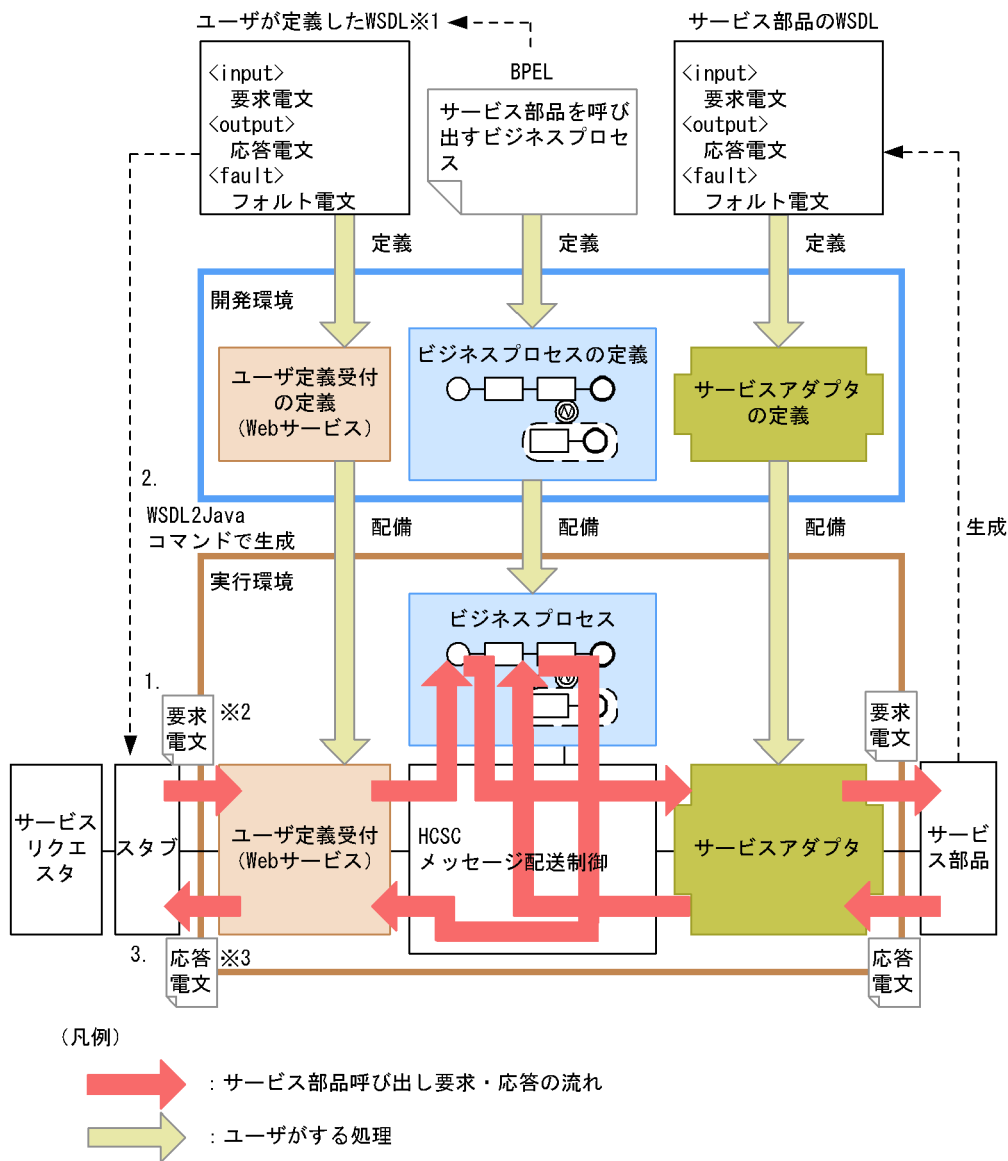 ユーザが定義したWSDL※1
サービス部品のWSDL
BPEL
<input>
要求電文
<output>
応答電文
<fault>
フォルト電文
サービス部品を呼び
出すビジネスプロセ
ス
<input>
要求電文
<output>
応答電文
<fault>
フォルト電文
定義
定義
定義
開発環境
ユーザ定義受付
の定義
(Webサービス)
ビジネスプロセスの定義
N
サービスアダプタ
の定義
2.
WSDL2Java
コマンドで生成
配備
配備
配備
生成
実行環境
ビジネスプロセス
N
1.
要求
電文
※2
要求
電文
サービス
リクエ
スタ
スタブ
ユーザ定義受付
(Webサービス)
HCSC
メッセージ配送制御
サービスアダプタ
サービ
ス部品
3.
応答
電文
※3
応答
電文
(凡例)
：サービス部品呼び出し要求・応答の流れ
：ユーザがする処理